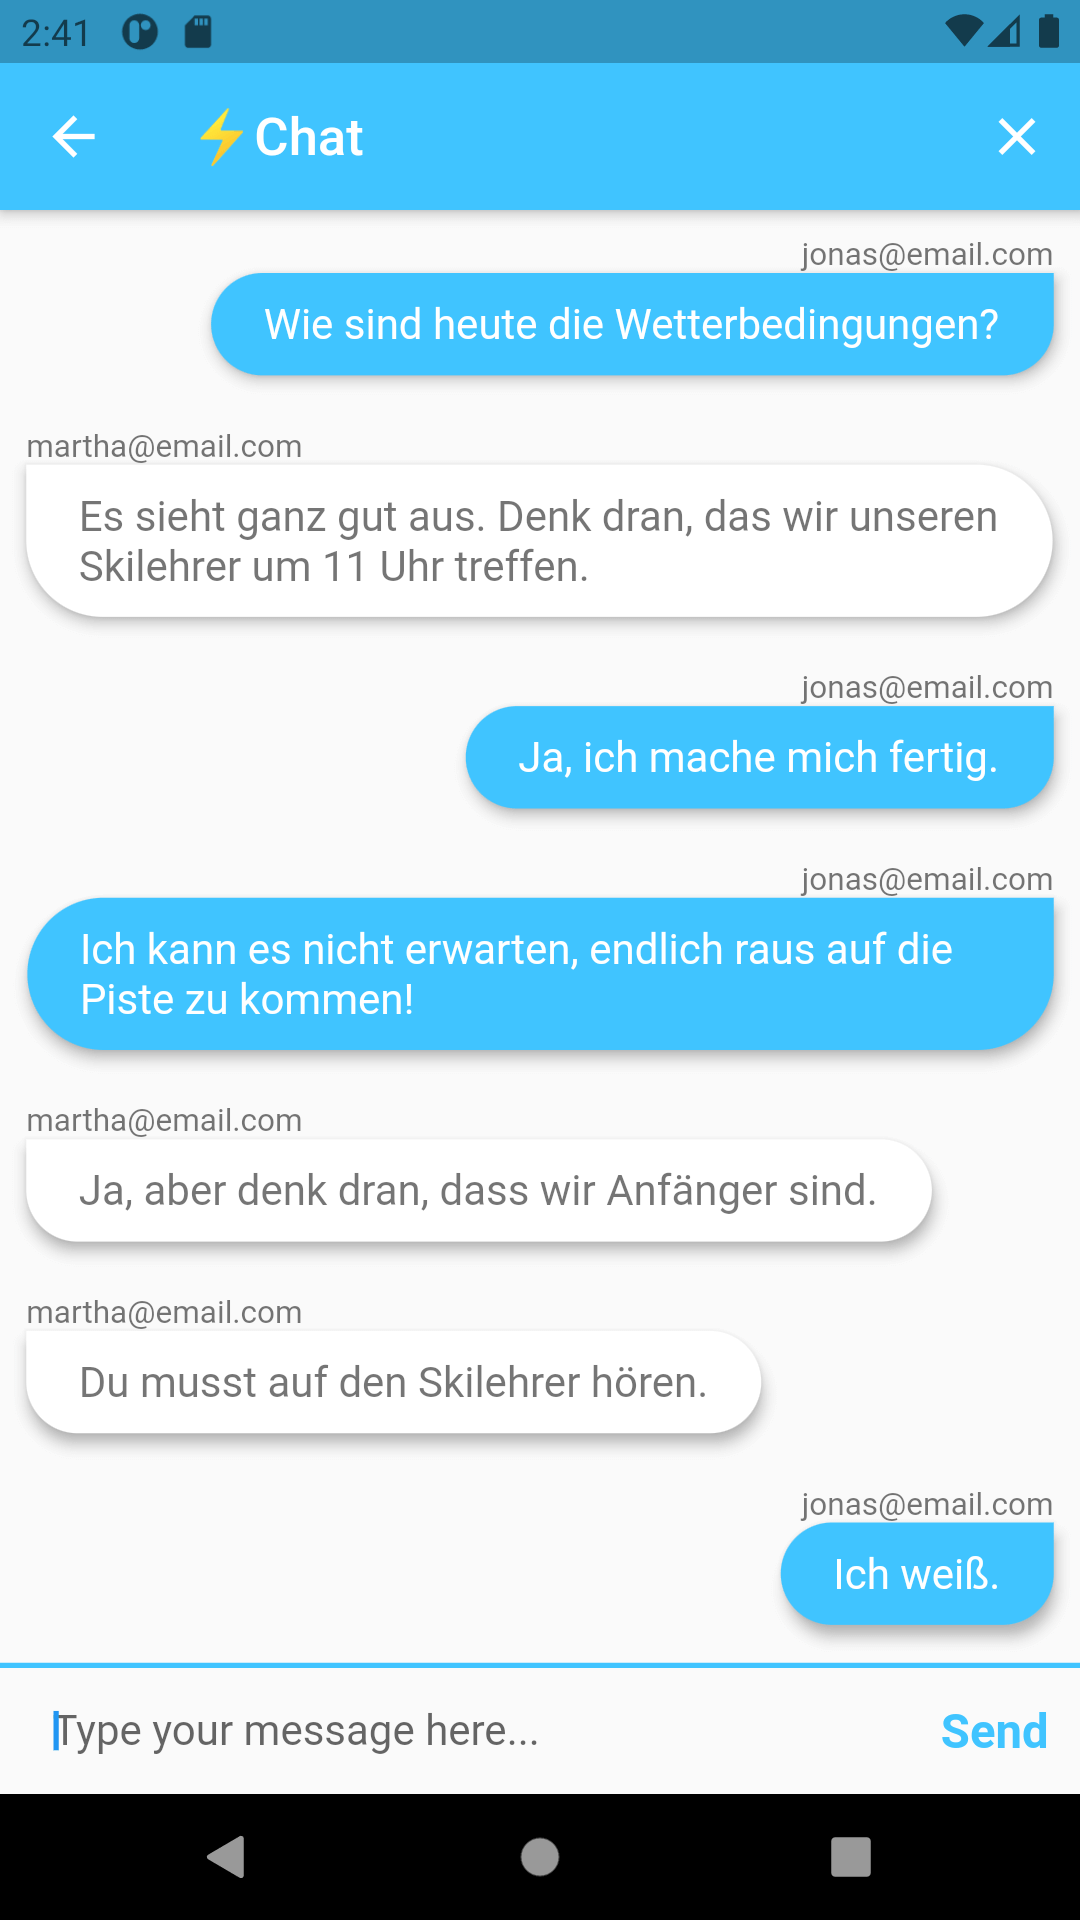 2:41
⚡Chat
jonas@email.com
Wie sind heute die Wetterbedingungen?
martha@email.com
Es sieht ganz gut aus. Denk dran, das wir unseren
Skilehrer um 11 Uhr treffen.
jonas@email.com
Ja, ich mache mich fertig.
jonas@email.com
Ich kann es nicht erwarten, endlich raus auf die
Piste zu kommen!
martha@email.com
Ja, aber denk dran, dass wir Anfänger sind.
martha@email.com
Du musst auf den Skilehrer hören.
jonas@email.com
Ich weiß.
Type your message here...
Send